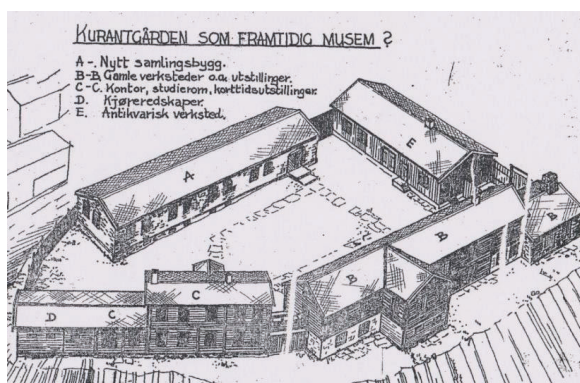 KURANTGÅRDEN SOM FRAMTIDIG MUSEM ?
A -. Nytt samlingsbygg.
B-B. Gamle verksteder o.a. utstillinger.
C-C. Kontor, studierom, korttidsutstillinger.
D. Kjøreredskaper.
E. Antikvarisk verksted.
A
E
B
B
B
C
D C